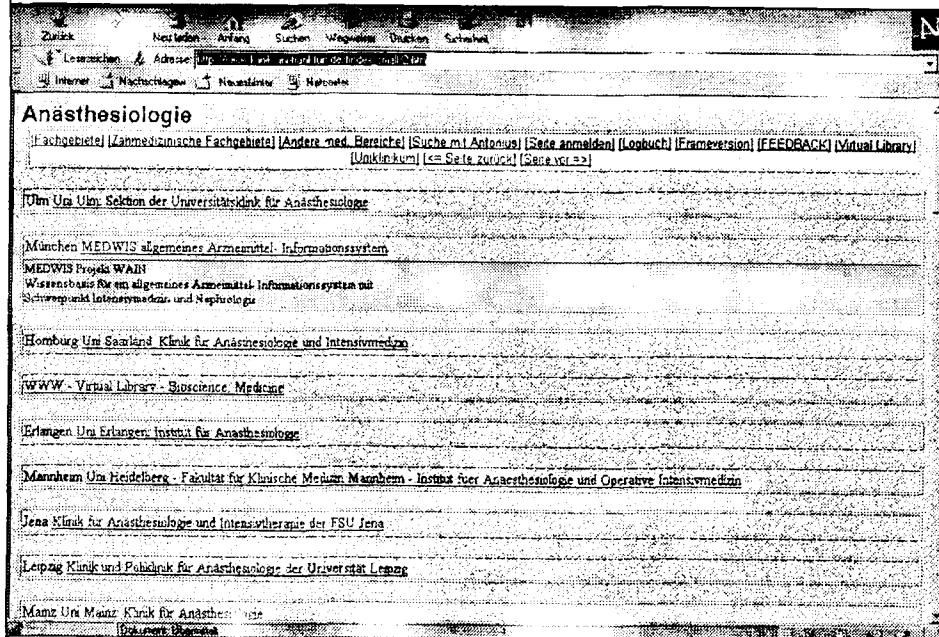 Zurück Neu laden Anfang Suchen Wegweiser Drucken Sicherheit
Lesezeichen Adresse:
Internet Nachschlagen Neues&Interes Netcenter
Anästhesiologie
[Fachgebiete] [Zahnmedizinische Fachgebiete] [Andere med. Bereiche] [Suche mit Antonius] [Seite anmelden] [Logbuch] [Frameversion] [FEEDBACK] [Virtual Library]
[Uniklinikum] [<= Seite zurück] [Seite vor =>]
Ulm Uni Ulm: Sektion der Universitätsklinik für Anästhesiologie
München MEDWIS allgemeines Arzneimittel- Informationssystem
MEDWIS Projekt WAIN
Wissensbasis für ein allgemeines Arzneimittel- Informationssystem mit
Schwerpunkt Intensivmedizin und Nephrologie
Homburg Uni Saarland: Klinik für Anästhesiologie und Intensivmedizin
WWW - Virtual Library - Bioscience, Medicine
Erlangen Uni Erlangen: Institut für Anästhesiologie
Mannheim Uni Heidelberg - Fakultät für Klinische Medizin Mannheim - Institut fuer Anaesthesiologie und Operative Intensivmedizin
Jena Klinik für Anästhesiologie und Intensivtherapie der FSU Jena
Leipzig Klinik und Poliklinik für Anästhesiologie der Universität Leipzig
Mainz Uni Mainz: Klinik für Anästhesiologie
Dokument: Übermittelt